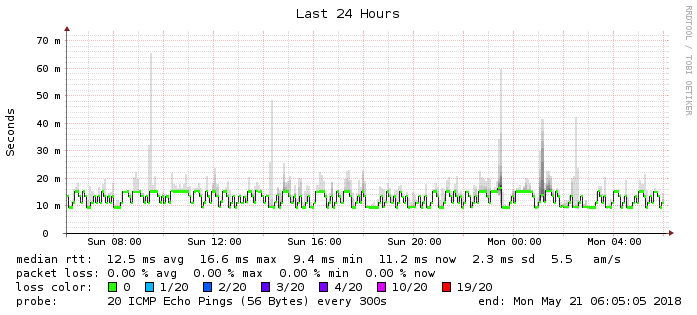 Last 24 Hours
RRDTOOL / TOBI OETIKER
Seconds
70 m
60 m
50 m
40 m
30 m
20 m
10 m
0
Sun 08:00 Sun 12:00 Sun 16:00 Sun 20:00 Mon 00:00 Mon 04:00
median rtt: 12.5 ms avg 16.6 ms max 9.4 ms min 11.2 ms now 2.3 ms sd 5.5 am/s
packet loss: 0.00 % avg 0.00 % max 0.00 % min 0.00 % now
loss color: 0 1/20 2/20 3/20 4/20 10/20 19/20
probe: 20 ICMP Echo Pings (56 Bytes) every 300s end: Mon May 21 06:05:05 2018